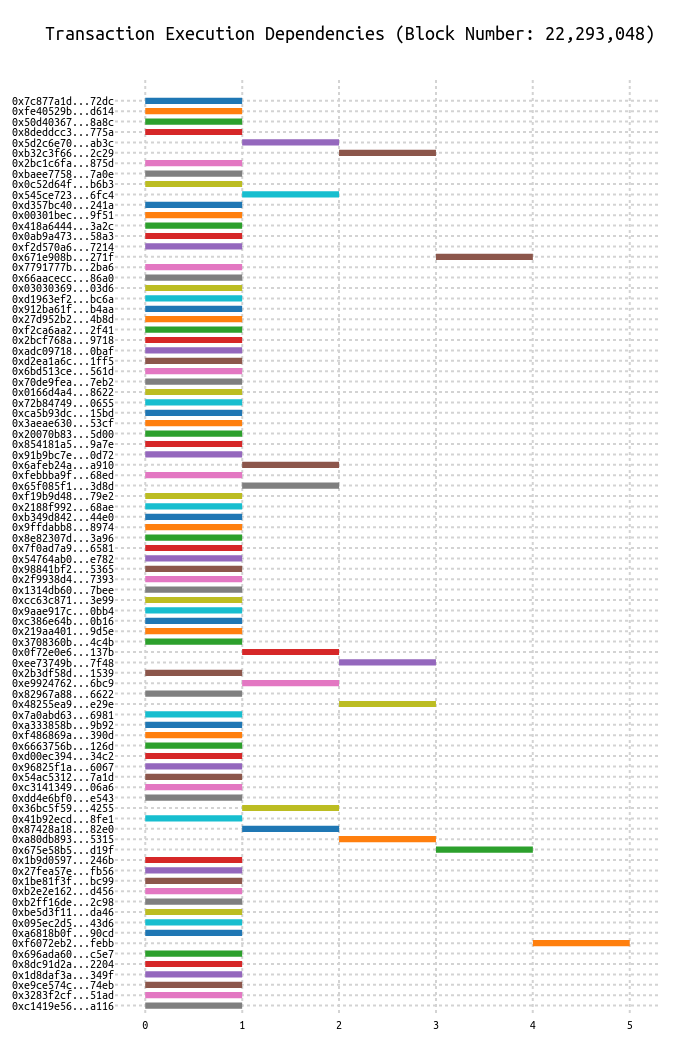 Transaction Execution Dependencies (Block Number: 22,293,048)
0x7c877a1d...72dc
0xfe40529b...d614
0x50d40367...8a8c
0x8deddcc3...775a
0x5d2c6e70...ab3c
0xb32c3f66...2c29
0x2bc1c6fa...875d
0xbaee7758...7a0e
0x0c52d64f...b6b3
0x545ce723...6fc4
0xd357bc40...241a
0x00301bec...9f51
0x418a6444...3a2c
0x0ab9a473...58a3
0xf2d570a6...7214
0x671e908b...271f
0x7791777b...2ba6
0x66aacecc...86a0
0x03030369...03d6
0xd1963ef2...bc6a
0x912ba61f...b4aa
0x27d952b2...4b8d
0xf2ca6aa2...2f41
0x2bcf768a...9718
0xadc09718...0baf
0xd2ea1a6c...1ff5
0x6bd513ce...561d
0x70de9fea...7eb2
0x0166d4a4...8622
0x72b84749...0655
0xca5b93dc...15bd
0x3aeae630...53cf
0x20070b83...5d00
0x854181a5...9a7e
0x91b9bc7e...0d72
0x6afeb24a...a910
0xfebbba9f...68ed
0x65f085f1...3d8d
0xf19b9d48...79e2
0x2188f992...68ae
0xb349d842...44e0
0x9ffdabb8...8974
0x8e82307d...3a96
0x7f0ad7a9...6581
0x54764ab0...e782
0x98841bf2...5365
0x2f9938d4...7393
0x1314db60...7bee
0xcc63c871...3e99
0x9aae917c...0bb4
0xc386e64b...0b16
0x219aa401...9d5e
0x3708360b...4c4b
0x0f72e0e6...137b
0xee73749b...7f48
0x2b3df58d...1539
0xe9924762...6bc9
0x82967a88...6622
0x48255ea9...e29e
0x7a0abd63...6981
0xa333858b...9b92
0xf486869a...390d
0x6663756b...126d
0xd00ec394...34c2
0x96825f1a...6067
0x54ac5312...7a1d
0xc3141349...06a6
0xdd4e6bf0...e543
0x36bc5f59...4255
0x41b92ecd...8fe1
0x87428a18...82e0
0xa80db893...5315
0x675e58b5...d19f
0x1b9d0597...246b
0x27fea57e...fb56
0x1be81f3f...bc99
0xb2e2e162...d456
0xb2ff16de...2c98
0xbe5d3f11...da46
0x095ec2d5...43d6
0xa6818b0f...90cd
0xf6072eb2...febb
0x696ada60...c5e7
0x8dc91d2a...2204
0x1d8daf3a...349f
0xe9ce574c...74eb
0x3283f2cf...51ad
0xc1419e56...a116
0 1 2 3 4 5